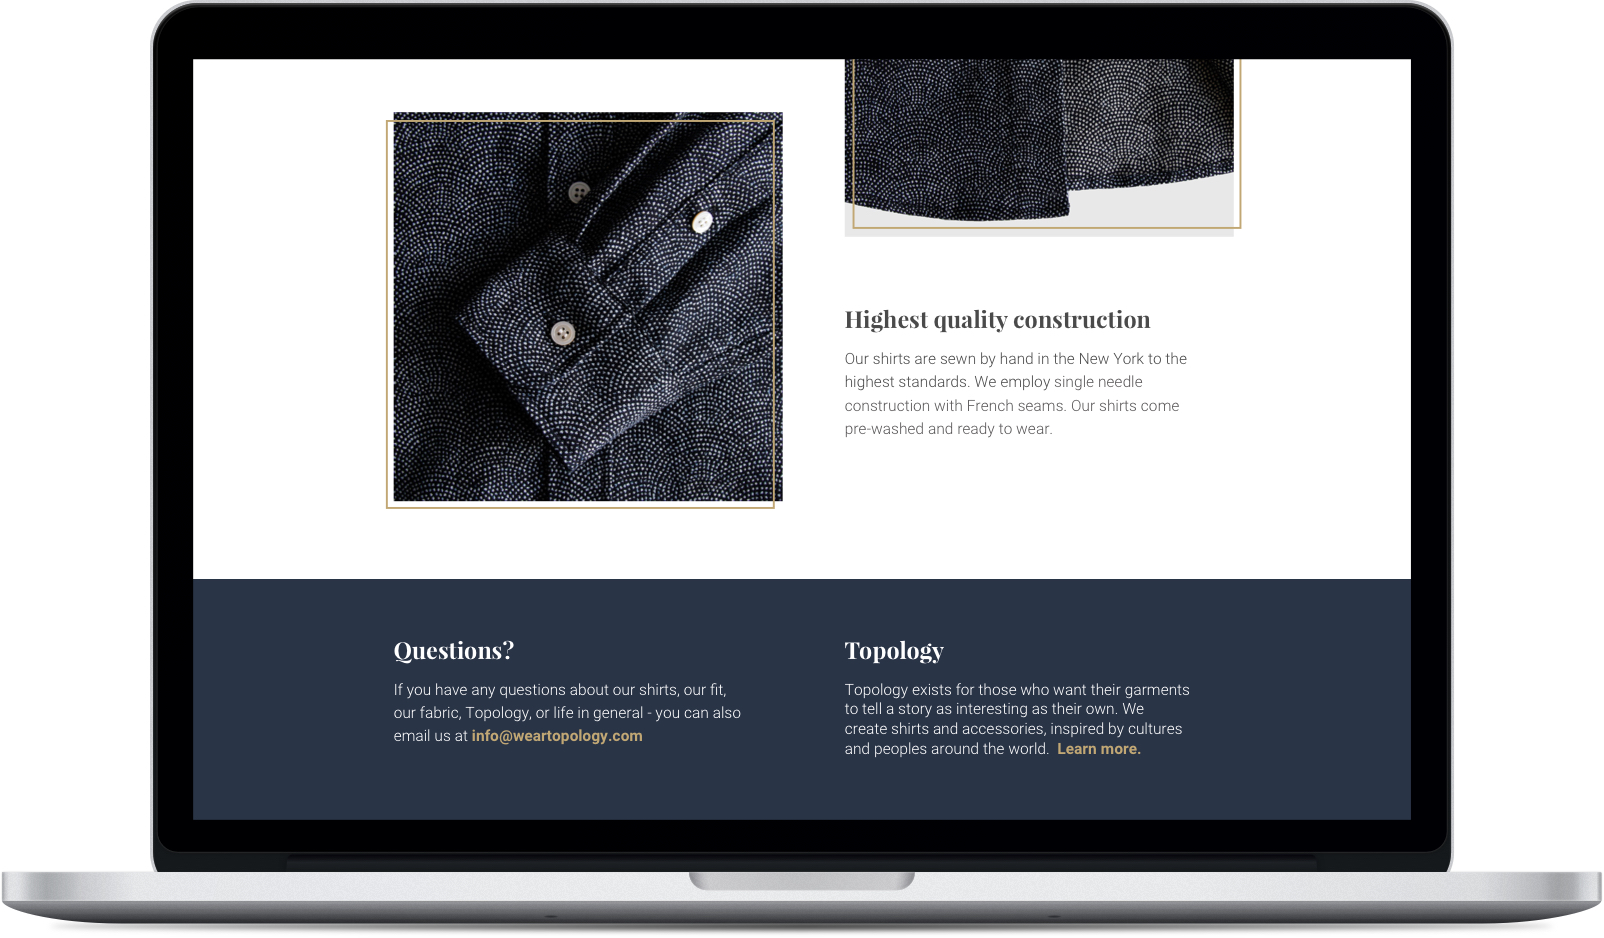 Highest quality construction
Our shirts are sewn by hand in the New York to the
highest standards. We employ single needle
construction with French seams. Our shirts come
pre-washed and ready to wear.
Questions?
If you have any questions about our shirts, our fit,
our fabric, Topology, or life in general - you can also
email us at info@weartopology.com
Topology
Topology exists for those who want their garments
to tell a story as interesting as their own. We
create shirts and accessories, inspired by cultures
and peoples around the world. Learn more.